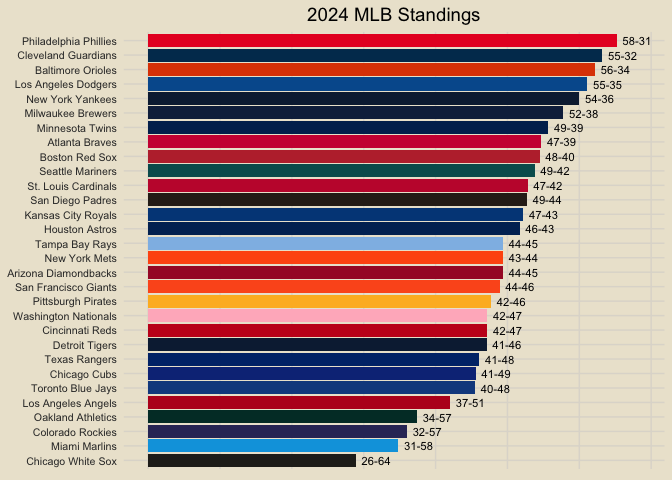 2024 MLB Standings
Philadelphia Phillies 58-31
Cleveland Guardians 55-32
Baltimore Orioles 56-34
Los Angeles Dodgers 55-35
New York Yankees 54-36
Milwaukee Brewers 52-38
Minnesota Twins 49-39
Atlanta Braves 47-39
Boston Red Sox 48-40
Seattle Mariners 49-42
St. Louis Cardinals 47-42
San Diego Padres 49-44
Kansas City Royals 47-43
Houston Astros 46-43
Tampa Bay Rays 44-45
New York Mets 43-44
Arizona Diamondbacks 44-45
San Francisco Giants 44-46
Pittsburgh Pirates 42-46
Washington Nationals 42-47
Cincinnati Reds 42-47
Detroit Tigers 41-46
Texas Rangers 41-48
Chicago Cubs 41-49
Toronto Blue Jays 40-48
Los Angeles Angels 37-51
Oakland Athletics 34-57
Colorado Rockies 32-57
Miami Marlins 31-58
Chicago White Sox 26-64